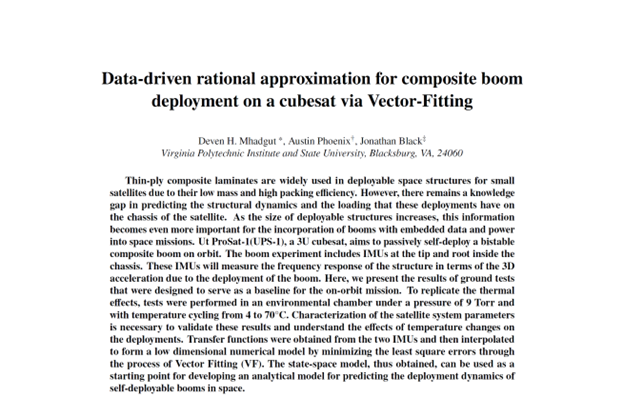 Data-driven rational approximation for composite boom
deployment on a cubesat via Vector-Fitting
Deven H. Mhadgut *, Austin Phoenix†, Jonathan Black‡
Virginia Polytechnic Institute and State University, Blacksburg, VA, 24060
Thin-ply composite laminates are widely used in deployable space structures for small
satellites due to their low mass and high packing efficiency. However, there remains a knowledge
gap in predicting the structural dynamics and the loading that these deployments have on
the chassis of the satellite. As the size of deployable structures increases, this information
becomes even more important for the incorporation of booms with embedded data and power
into space missions. Ut ProSat-1(UPS-1), a 3U cubesat, aims to passively self-deploy a bistable
composite boom on orbit. The boom experiment includes IMUs at the tip and root inside the
chassis. These IMUs will measure the frequency response of the structure in terms of the 3D
acceleration due to the deployment of the boom. Here, we present the results of ground tests
that were designed to serve as a baseline for the on-orbit mission. To replicate the thermal
effects, tests were performed in an environmental chamber under a pressure of 9 Torr and
with temperature cycling from 4 to 70°C. Characterization of the satellite system parameters
is necessary to validate these results and understand the effects of temperature changes on
the deployments. Transfer functions were obtained from the two IMUs and then interpolated
to form a low dimensional numerical model by minimizing the least square errors through
the process of Vector Fitting (VF). The state-space model, thus obtained, can be used as a
starting point for developing an analytical model for predicting the deployment dynamics of
self-deployable booms in space.